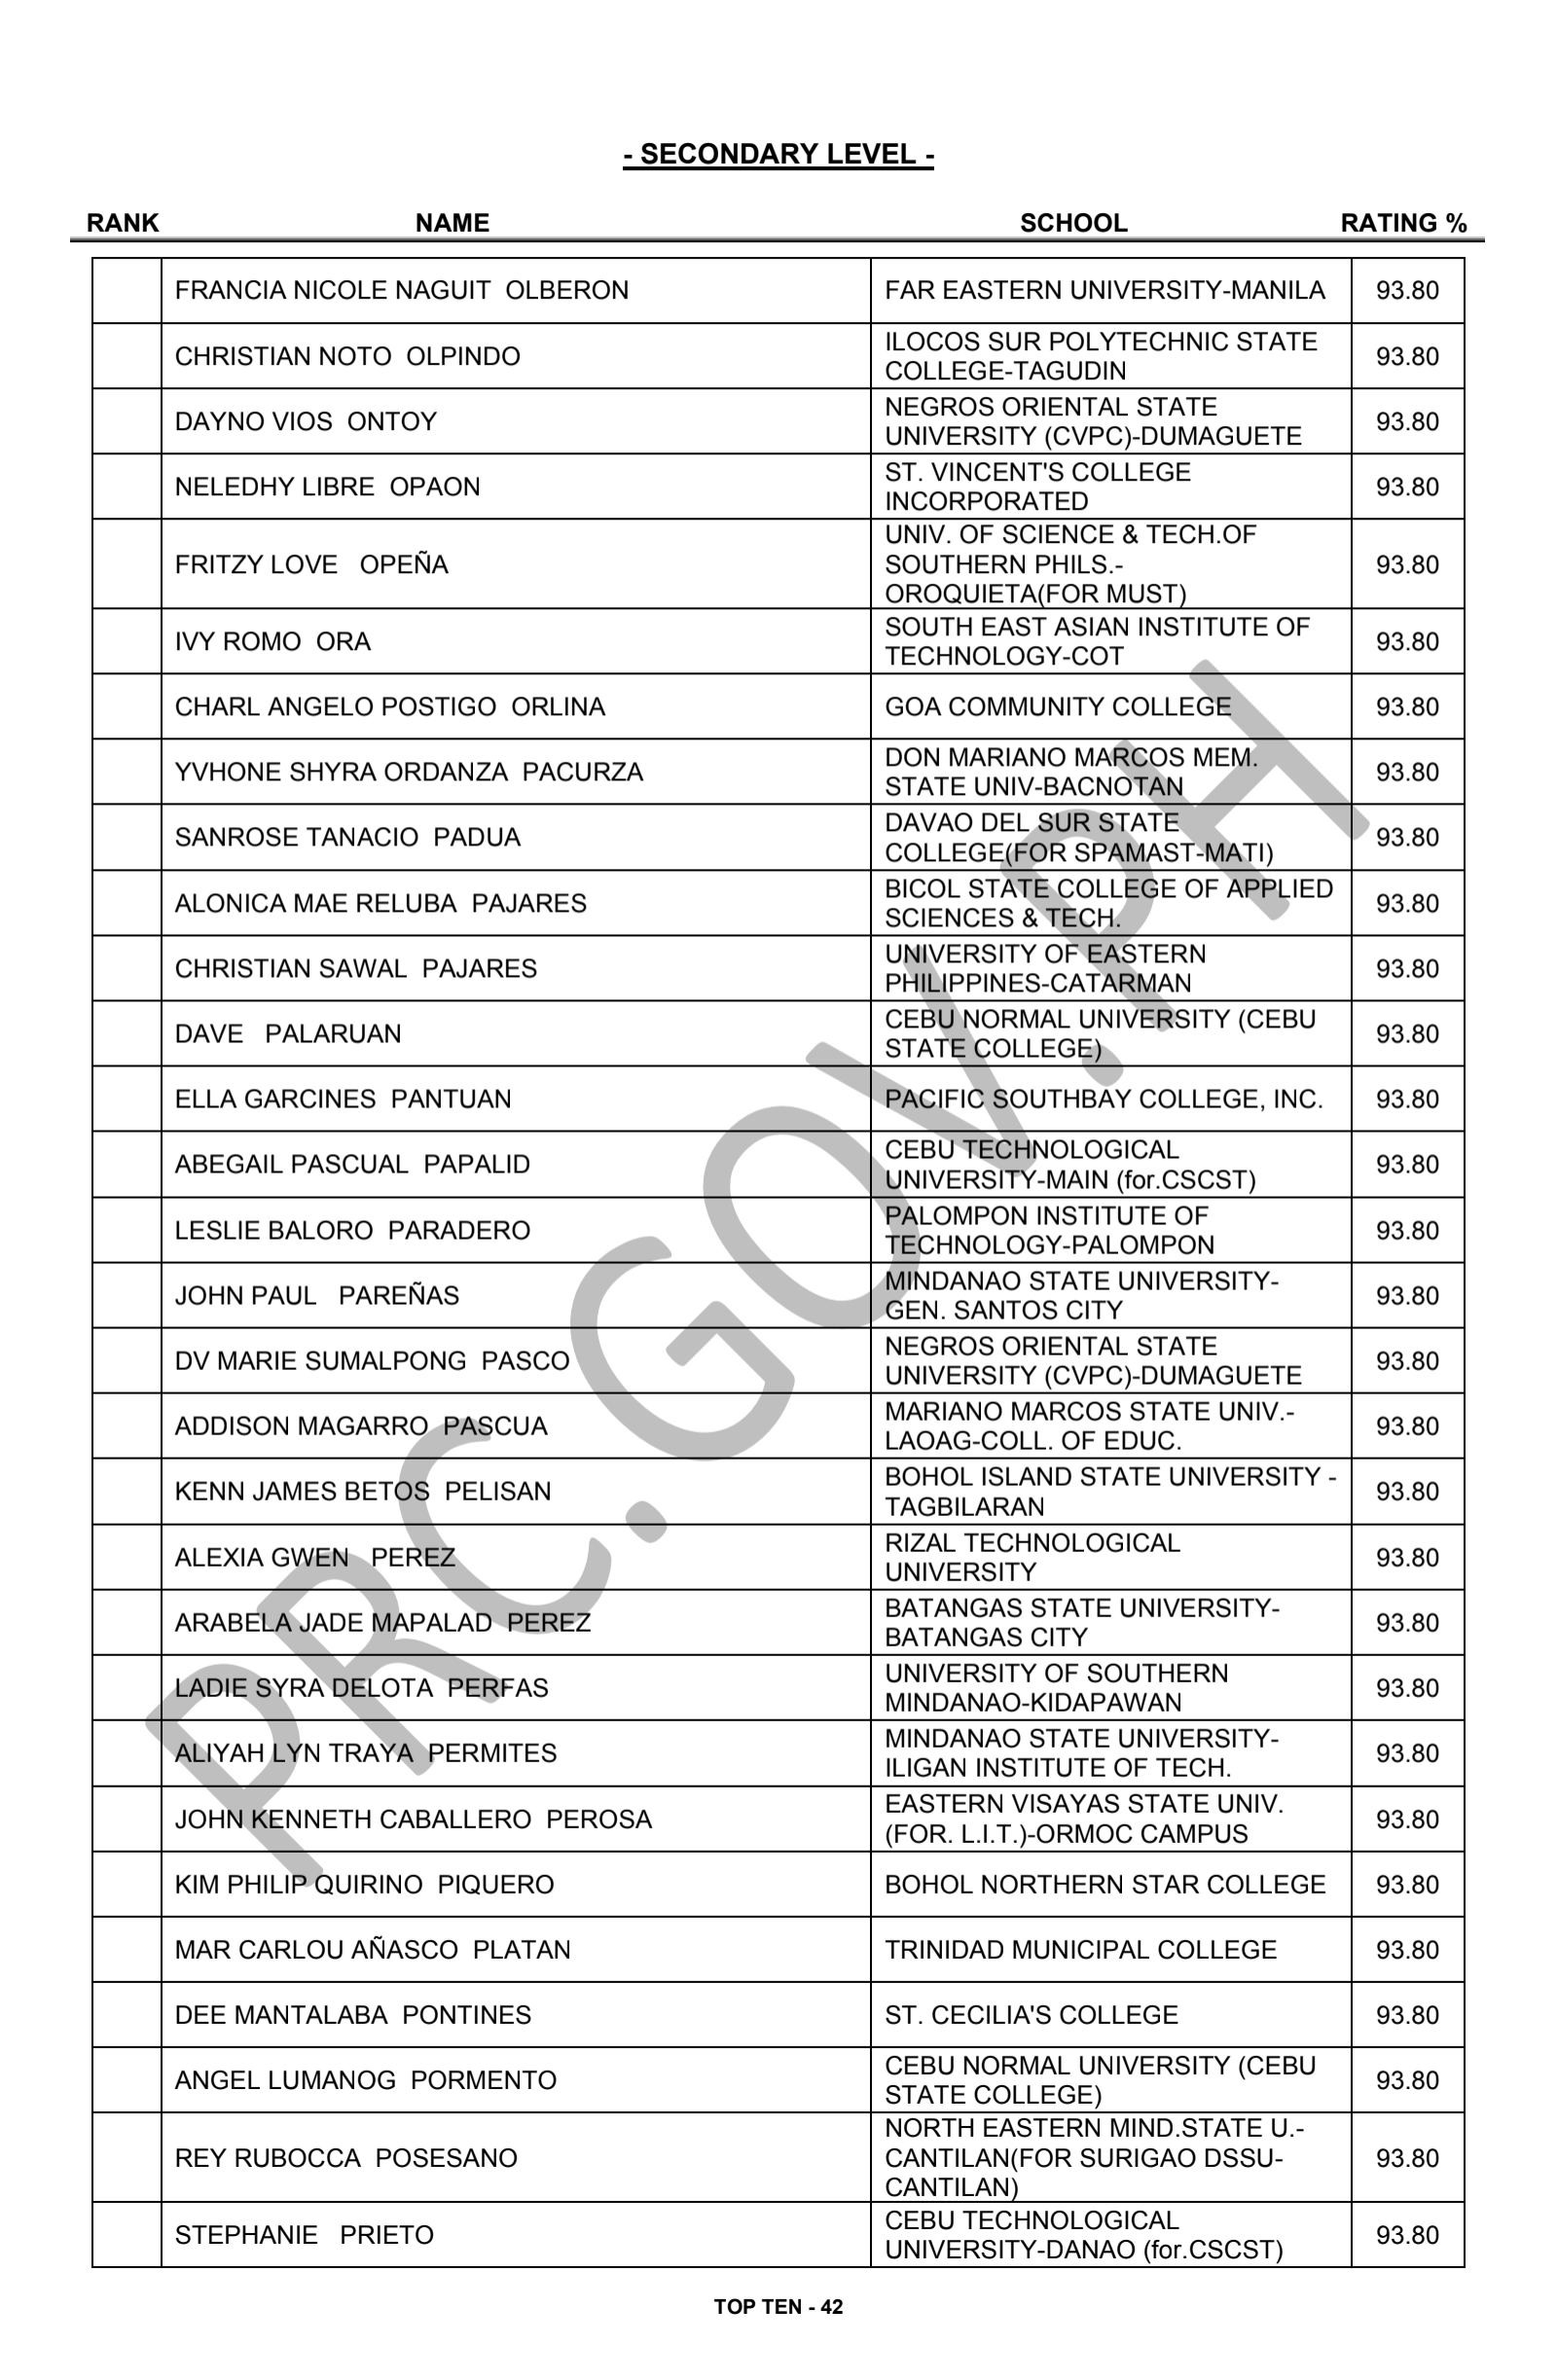 - SECONDARY LEVEL -
RANK NAME SCHOOL RATING %
FRANCIA NICOLE NAGUIT OLBERON FAR EASTERN UNIVERSITY-MANILA 93.80
CHRISTIAN NOTO OLPINDO ILOCOS SUR POLYTECHNIC STATE
COLLEGE-TAGUDIN 93.80
DAYNO VIOS ONTOY NEGROS ORIENTAL STATE
UNIVERSITY (CVPC)-DUMAGUETE 93.80
NELEDHY LIBRE OPAON ST. VINCENT'S COLLEGE
INCORPORATED 93.80
FRITZY LOVE OPEÑA UNIV. OF SCIENCE & TECH.OF
SOUTHERN PHILS.-
OROQUIETA(FOR MUST) 93.80
IVY ROMO ORA SOUTH EAST ASIAN INSTITUTE OF
TECHNOLOGY-COT 93.80
CHARL ANGELO POSTIGO ORLINA GOA COMMUNITY COLLEGE 93.80
YVHONE SHYRA ORDANZA PACURZA DON MARIANO MARCOS MEM.
STATE UNIV-BACNOTAN 93.80
SANROSE TANACIO PADUA DAVAO DEL SUR STATE
COLLEGE(FOR SPAMAST-MATI) 93.80
ALONICA MAE RELUBA PAJARES BICOL STATE COLLEGE OF APPLIED
SCIENCES & TECH. 93.80
CHRISTIAN SAWAL PAJARES UNIVERSITY OF EASTERN
PHILIPPINES-CATARMAN 93.80
DAVE PALARUAN CEBU NORMAL UNIVERSITY (CEBU
STATE COLLEGE) 93.80
ELLA GARCINES PANTUAN PACIFIC SOUTHBAY COLLEGE, INC. 93.80
ABEGAIL PASCUAL PAPALID CEBU TECHNOLOGICAL
UNIVERSITY-MAIN (for.CSCST) 93.80
LESLIE BALORO PARADERO PALOMPON INSTITUTE OF
TECHNOLOGY-PALOMPON 93.80
JOHN PAUL PAREÑAS MINDANAO STATE UNIVERSITY-
GEN. SANTOS CITY 93.80
DV MARIE SUMALPONG PASCO NEGROS ORIENTAL STATE
UNIVERSITY (CVPC)-DUMAGUETE 93.80
ADDISON MAGARRO PASCUA MARIANO MARCOS STATE UNIV.-
LAOAG-COLL. OF EDUC. 93.80
KENN JAMES BETOS PELISAN BOHOL ISLAND STATE UNIVERSITY -
TAGBILARAN 93.80
ALEXIA GWEN PEREZ RIZAL TECHNOLOGICAL
UNIVERSITY 93.80
ARABELA JADE MAPALAD PEREZ BATANGAS STATE UNIVERSITY-
BATANGAS CITY 93.80
LADIE SYRA DELOTA PERFAS UNIVERSITY OF SOUTHERN
MINDANAO-KIDAPAWAN 93.80
ALIYAH LYN TRAYA PERMITES MINDANAO STATE UNIVERSITY-
ILIGAN INSTITUTE OF TECH. 93.80
JOHN KENNETH CABALLERO PEROSA EASTERN VISAYAS STATE UNIV.
(FOR. L.I.T.)-ORMOC CAMPUS 93.80
KIM PHILIP QUIRINO PIQUERO BOHOL NORTHERN STAR COLLEGE 93.80
MAR CARLOU AÑASCO PLATAN TRINIDAD MUNICIPAL COLLEGE 93.80
DEE MANTALABA PONTINES ST. CECILIA'S COLLEGE 93.80
ANGEL LUMANOG PORMENTO CEBU NORMAL UNIVERSITY (CEBU
STATE COLLEGE) 93.80
REY RUBOCCA POSESANO NORTH EASTERN MIND.STATE U.-
CANTILAN(FOR SURIGAO DSSU-
CANTILAN) 93.80
STEPHANIE PRIETO CEBU TECHNOLOGICAL
UNIVERSITY-DANAO (for.CSCST) 93.80
TOP TEN - 42
PRC.GOV.PH